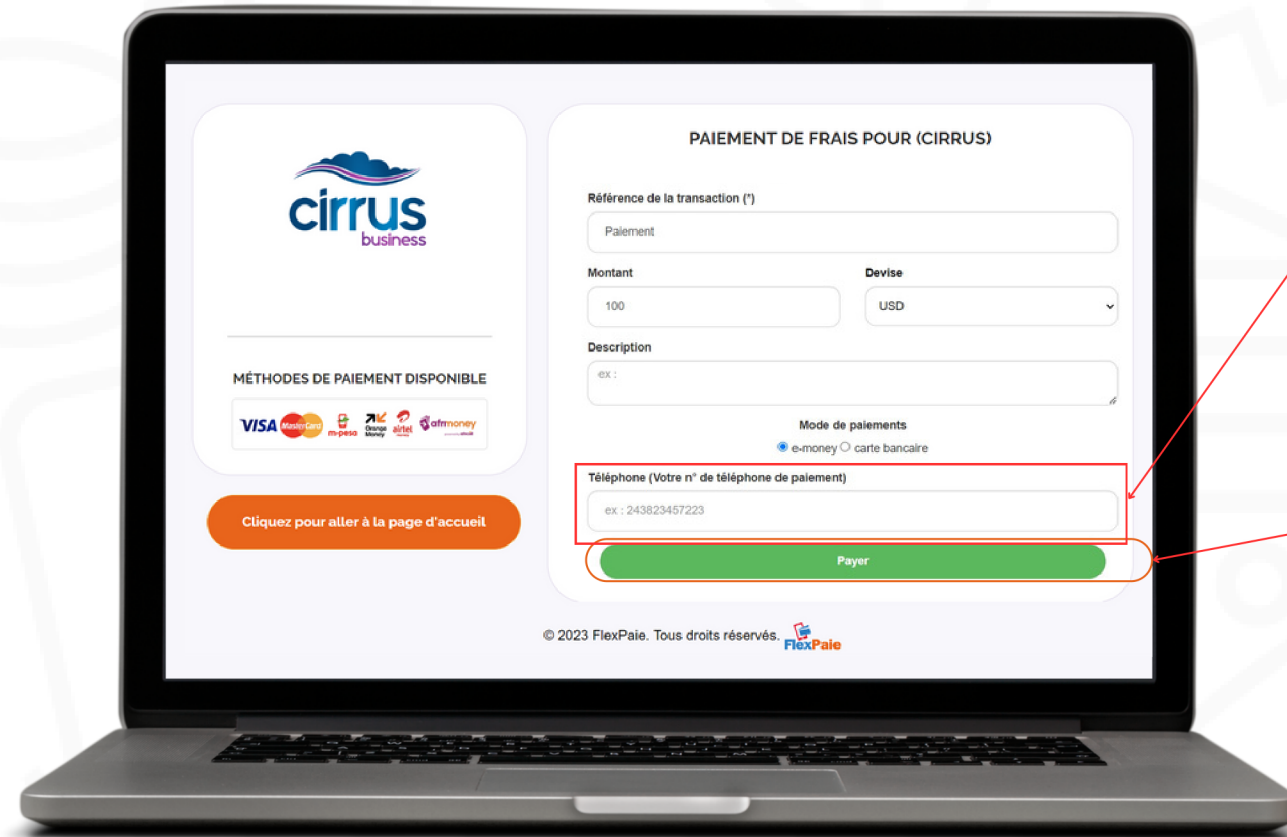 cirrus
business
MÉTHODES DE PAIEMENT DISPONIBLE
VISA MasterCard m-pesa Orange Money airtel money afrimoney
Cliquez pour aller à la page d'accueil
PAIEMENT DE FRAIS POUR (CIRRUS)
Référence de la transaction (*)
Paiement
Montant Devise
100 USD
Description
ex :
Mode de paiements
e-money carte bancaire
Téléphone (Votre n° de téléphone de paiement)
ex : 243823457223
Payer
© 2023 FlexPaie. Tous droits réservés. FlexPaie